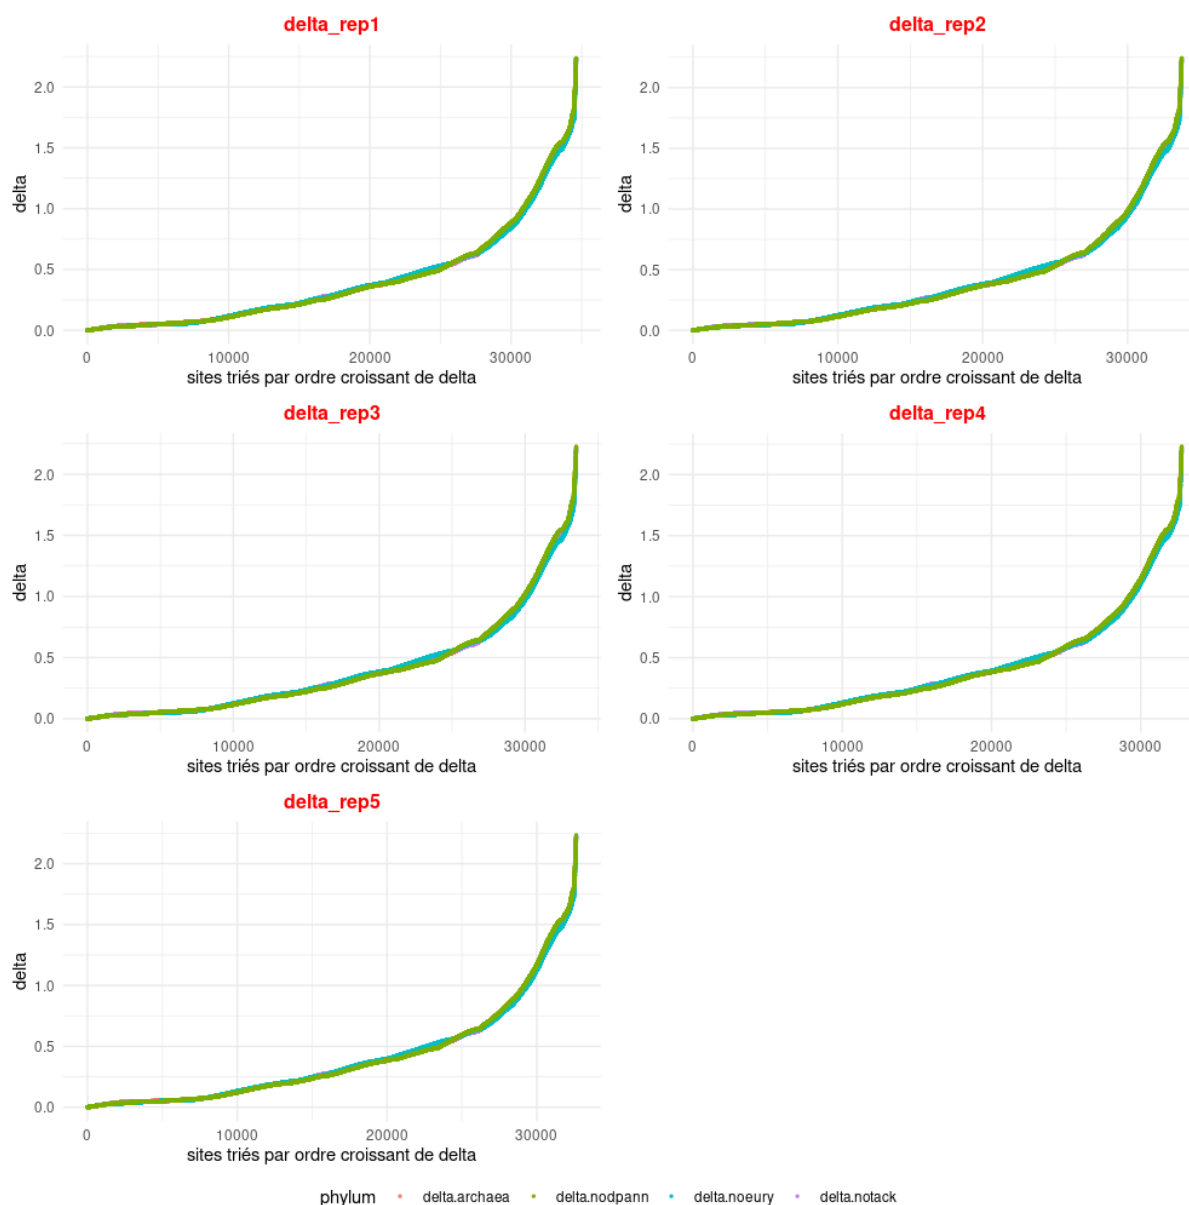 delta_rep1
delta
2.0
1.5
1.0
0.5
0.0
0 10000 20000 30000
sites triés par ordre croissant de delta
delta_rep2
delta
2.0
1.5
1.0
0.5
0.0
0 10000 20000 30000
sites triés par ordre croissant de delta
delta_rep3
delta
2.0
1.5
1.0
0.5
0.0
0 10000 20000 30000
sites triés par ordre croissant de delta
delta_rep4
delta
2.0
1.5
1.0
0.5
0.0
0 10000 20000 30000
sites triés par ordre croissant de delta
delta_rep5
delta
2.0
1.5
1.0
0.5
0.0
0 10000 20000 30000
sites triés par ordre croissant de delta
phylum delta.archaea delta.nodpann delta.noeury delta.notack